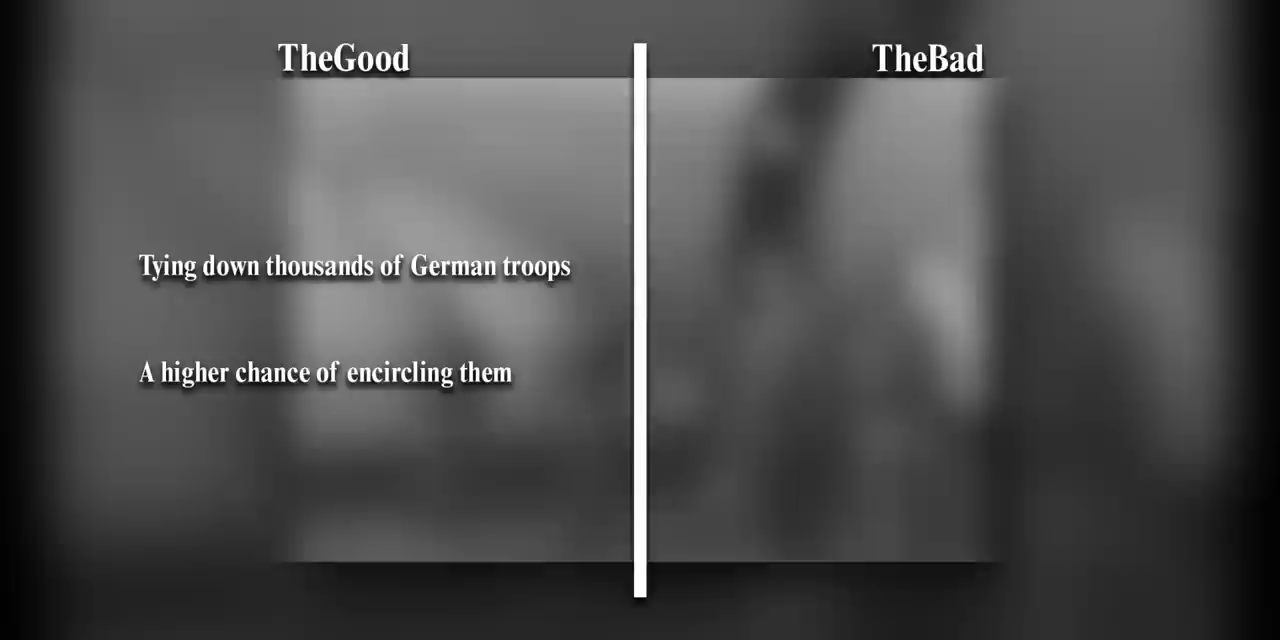 TheGood
TheBad
Tying down thousands of German troops
A higher chance of encircling them